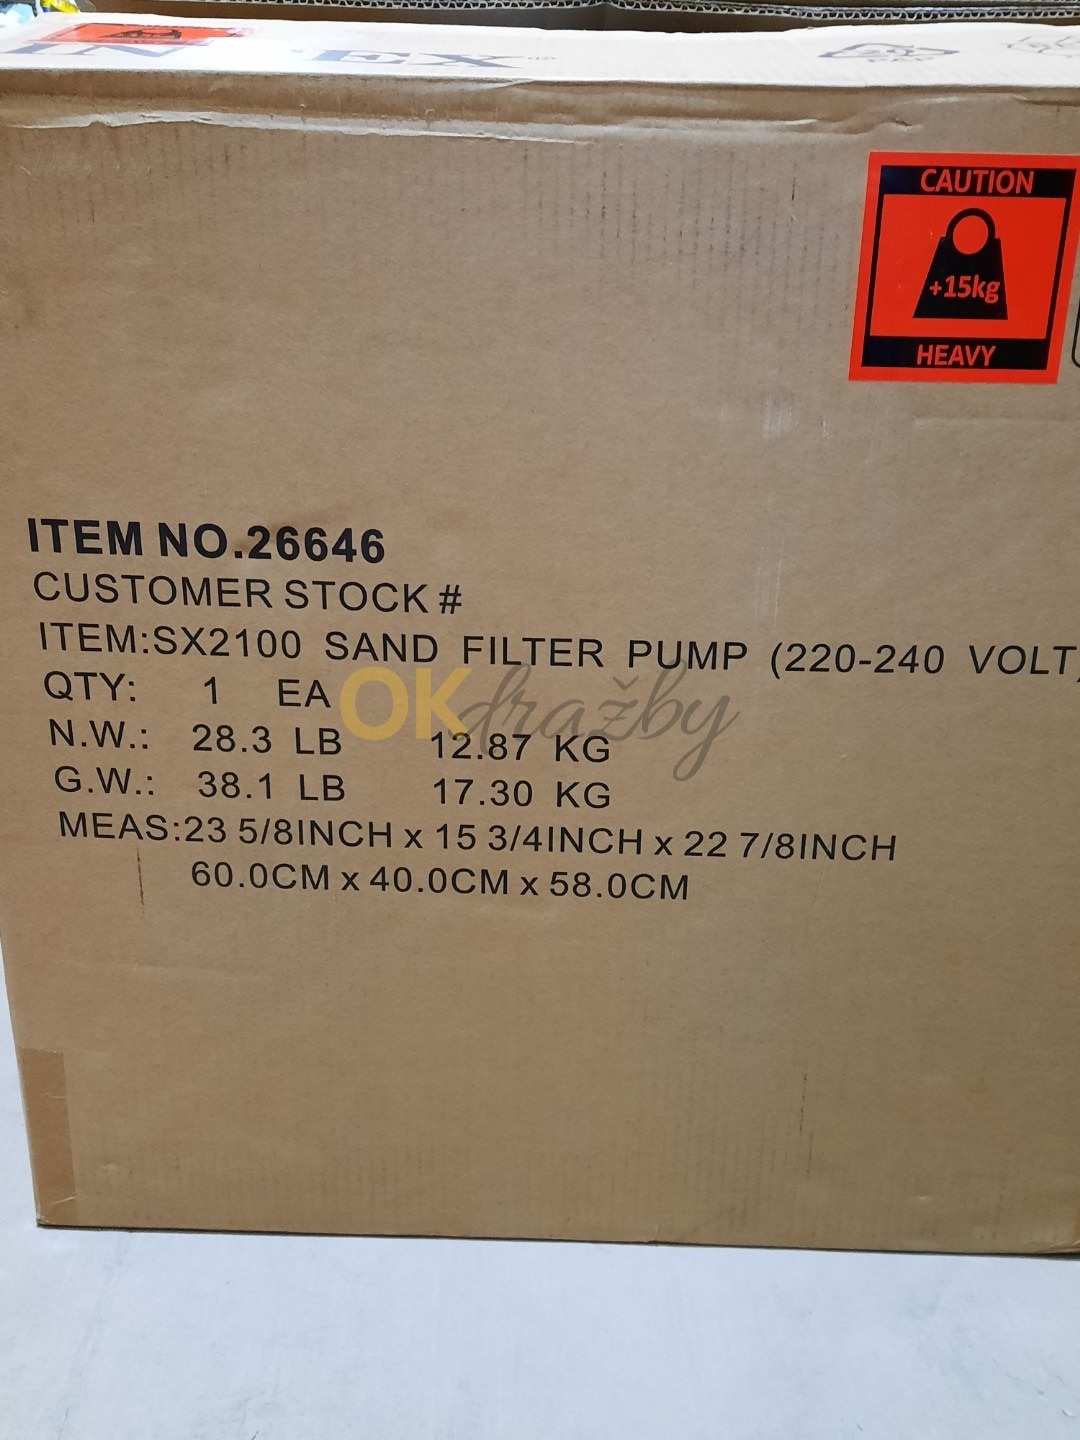 INTEX
CAUTION
+15kg
HEAVY
ITEM NO.26646
CUSTOMER STOCK #
ITEM:SX2100 SAND FILTER PUMP (220-240 VOLT)
QTY: 1 EA
OKdražby
N.W.: 28.3 LB 12.87 KG
G.W.: 38.1 LB 17.30 KG
MEAS:23 5/8INCH x 15 3/4INCH x 22 7/8INCH
60.0CM x 40.0CM x 58.0CM